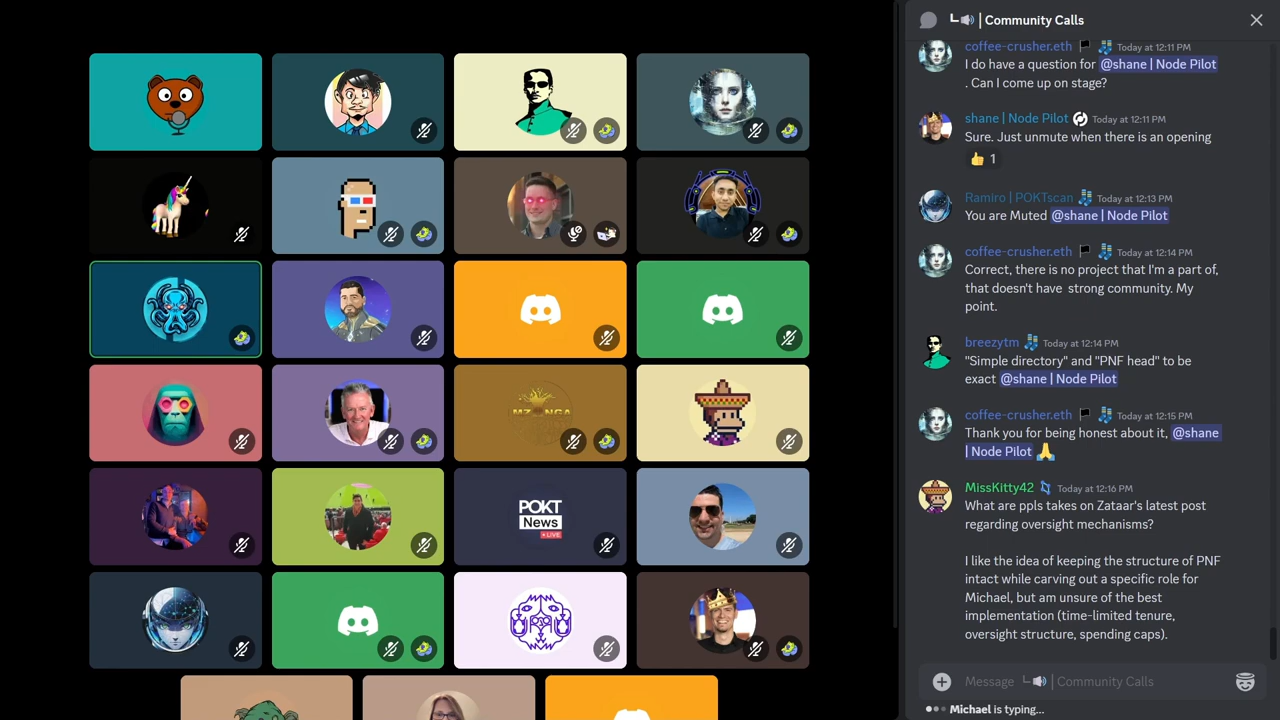 ┗🔊 | Community Calls
coffee-crusher.eth Today at 12:11 PM
I do have a question for @shane | Node Pilot
. Can I come up on stage?
shane | Node Pilot Today at 12:11 PM
Sure. Just unmute when there is an opening
👍 1
Ramiro | POKTscan Today at 12:13 PM
You are Muted @shane | Node Pilot
coffee-crusher.eth Today at 12:14 PM
Correct, there is no project that I'm a part of,
that doesn't have strong community. My
point.
breezytm Today at 12:14 PM
"Simple directory" and "PNF head" to be
exact @shane | Node Pilot
coffee-crusher.eth Today at 12:15 PM
Thank you for being honest about it, @shane
| Node Pilot 🙏
MissKitty42 Today at 12:16 PM
What are ppls takes on Zataar's latest post
regarding oversight mechanisms?
I like the idea of keeping the structure of PNF
intact while carving out a specific role for
Michael, but am unsure of the best
implementation (time-limited tenure,
oversight structure, spending caps).
Message ┗🔊 | Community Calls
Michael is typing...
POKT
News
LIVE